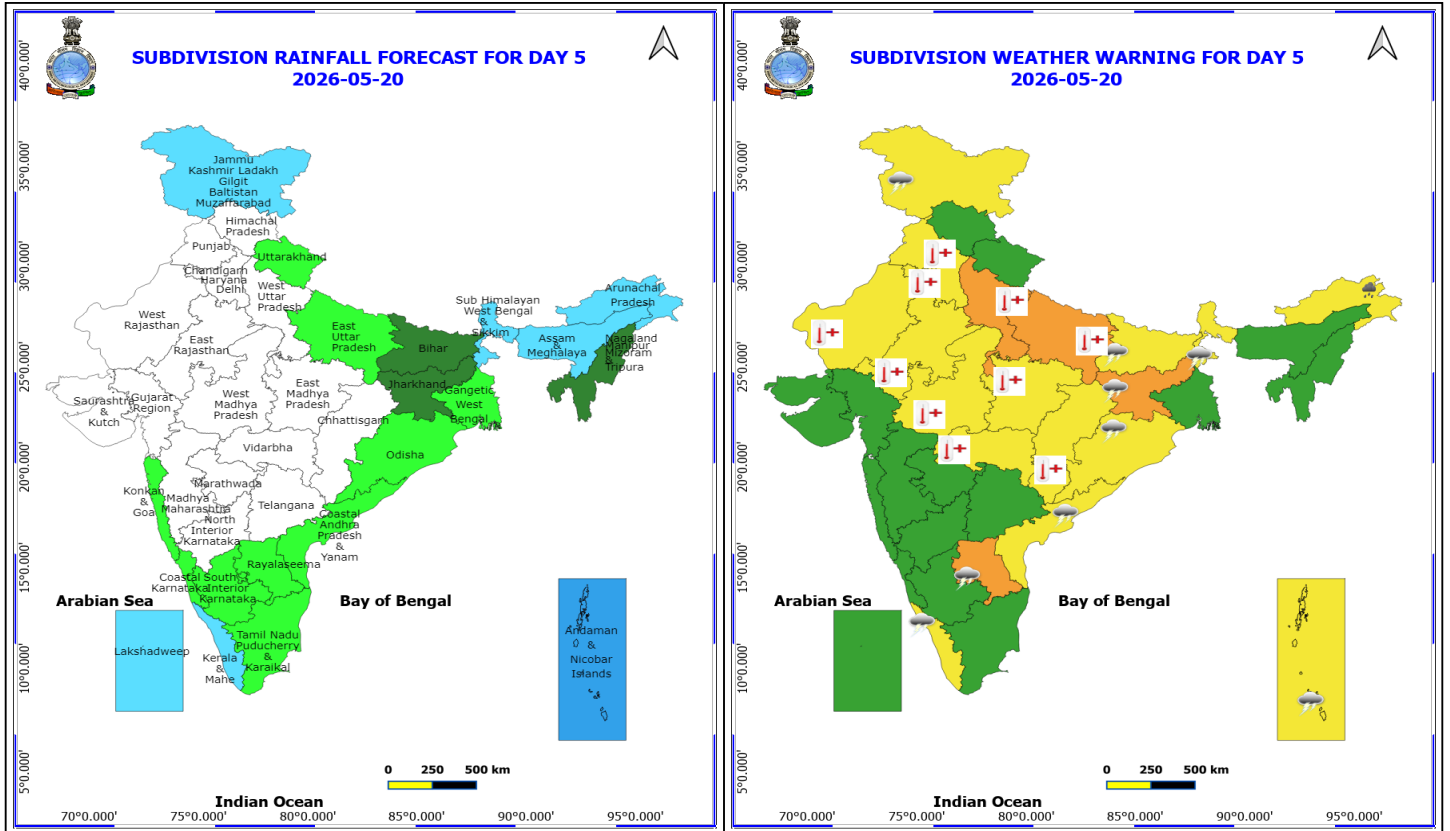 SUBDIVISION RAINFALL FORECAST FOR DAY 5
2026-05-20
40°0.000'
35°0.000'
30°0.000'
25°0.000'
20°0.000'
15°0.000'
10°0.000'
5°0.000'
Jammu
Kashmir Ladakh
Gilgit
Baltistan
Muzaffarabad
Himachal
Pradesh
Punjab
Uttarakhand
Chandigarh
Haryana
Delhi
West
Uttar
Pradesh
West
Rajasthan
East
Rajasthan
East
Uttar
Pradesh
Bihar
Sub Himalayan
West Bengal
&
Sikkim
Arunachal
Pradesh
Assam
&
Meghalaya
Nagaland
Manipur
Mizoram
&
Tripura
Jharkhand
Gangetic
West
Bengal
Saurashtra
&
Kutch
Gujarat
Region
West
Madhya
Pradesh
East
Madhya
Pradesh
Chhattisgarh
Odisha
Vidarbha
Konkan
&
Goa
Madhya
Maharashtra
Marathwada
Telangana
North
Interior
Karnataka
Coastal
Andhra
Pradesh
&
Yanam
Rayalaseema
Coastal
Karnataka
South
Interior
Karnataka
Tamil Nadu
Puducherry
&
Karaikal
Kerala
&
Mahe
Lakshadweep
Andaman
&
Nicobar
Islands
Arabian Sea
Bay of Bengal
Indian Ocean
0 250 500 km
70°0.000' 75°0.000' 80°0.000' 85°0.000' 90°0.000' 95°0.000'
SUBDIVISION WEATHER WARNING FOR DAY 5
2026-05-20
40°0.000'
35°0.000'
30°0.000'
25°0.000'
20°0.000'
15°0.000'
10°0.000'
5°0.000'
Arabian Sea
Bay of Bengal
Indian Ocean
0 250 500 km
70°0.000' 75°0.000' 80°0.000' 85°0.000' 90°0.000' 95°0.000'